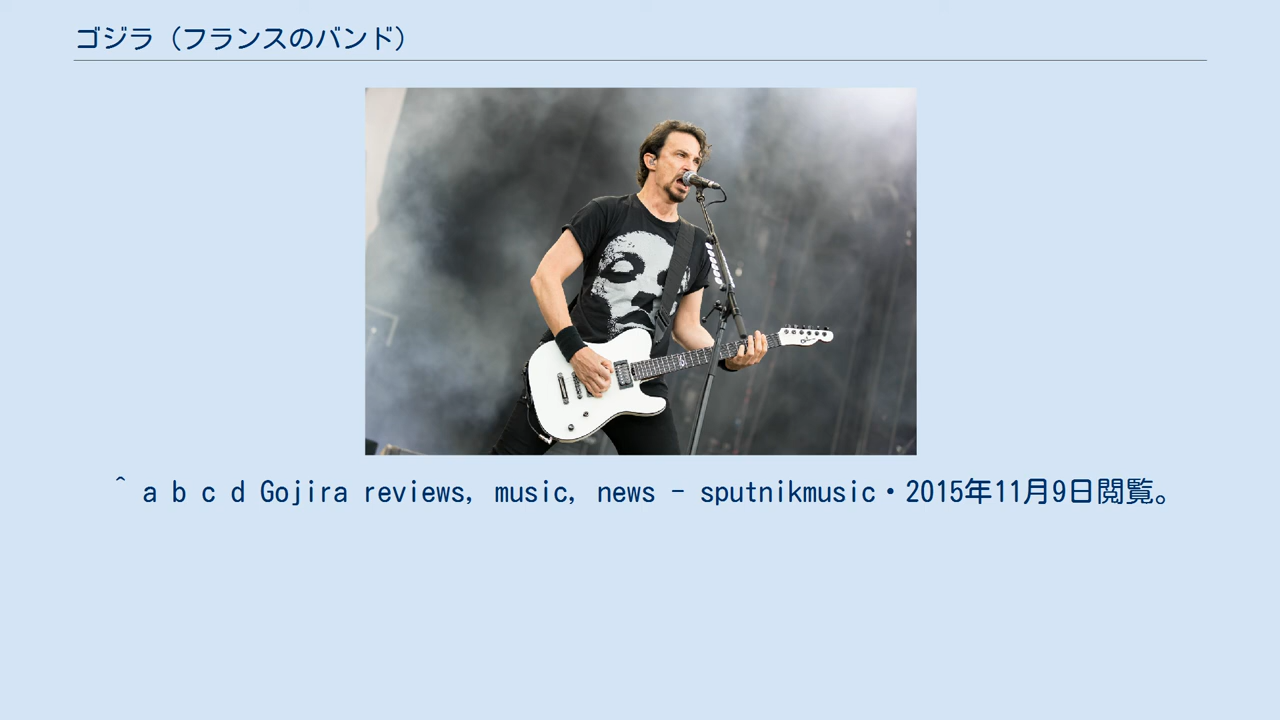 ゴジラ（フランスのバンド）
^ a b c d Gojira reviews, music, news - sputnikmusic・2015年11月9日閲覧。